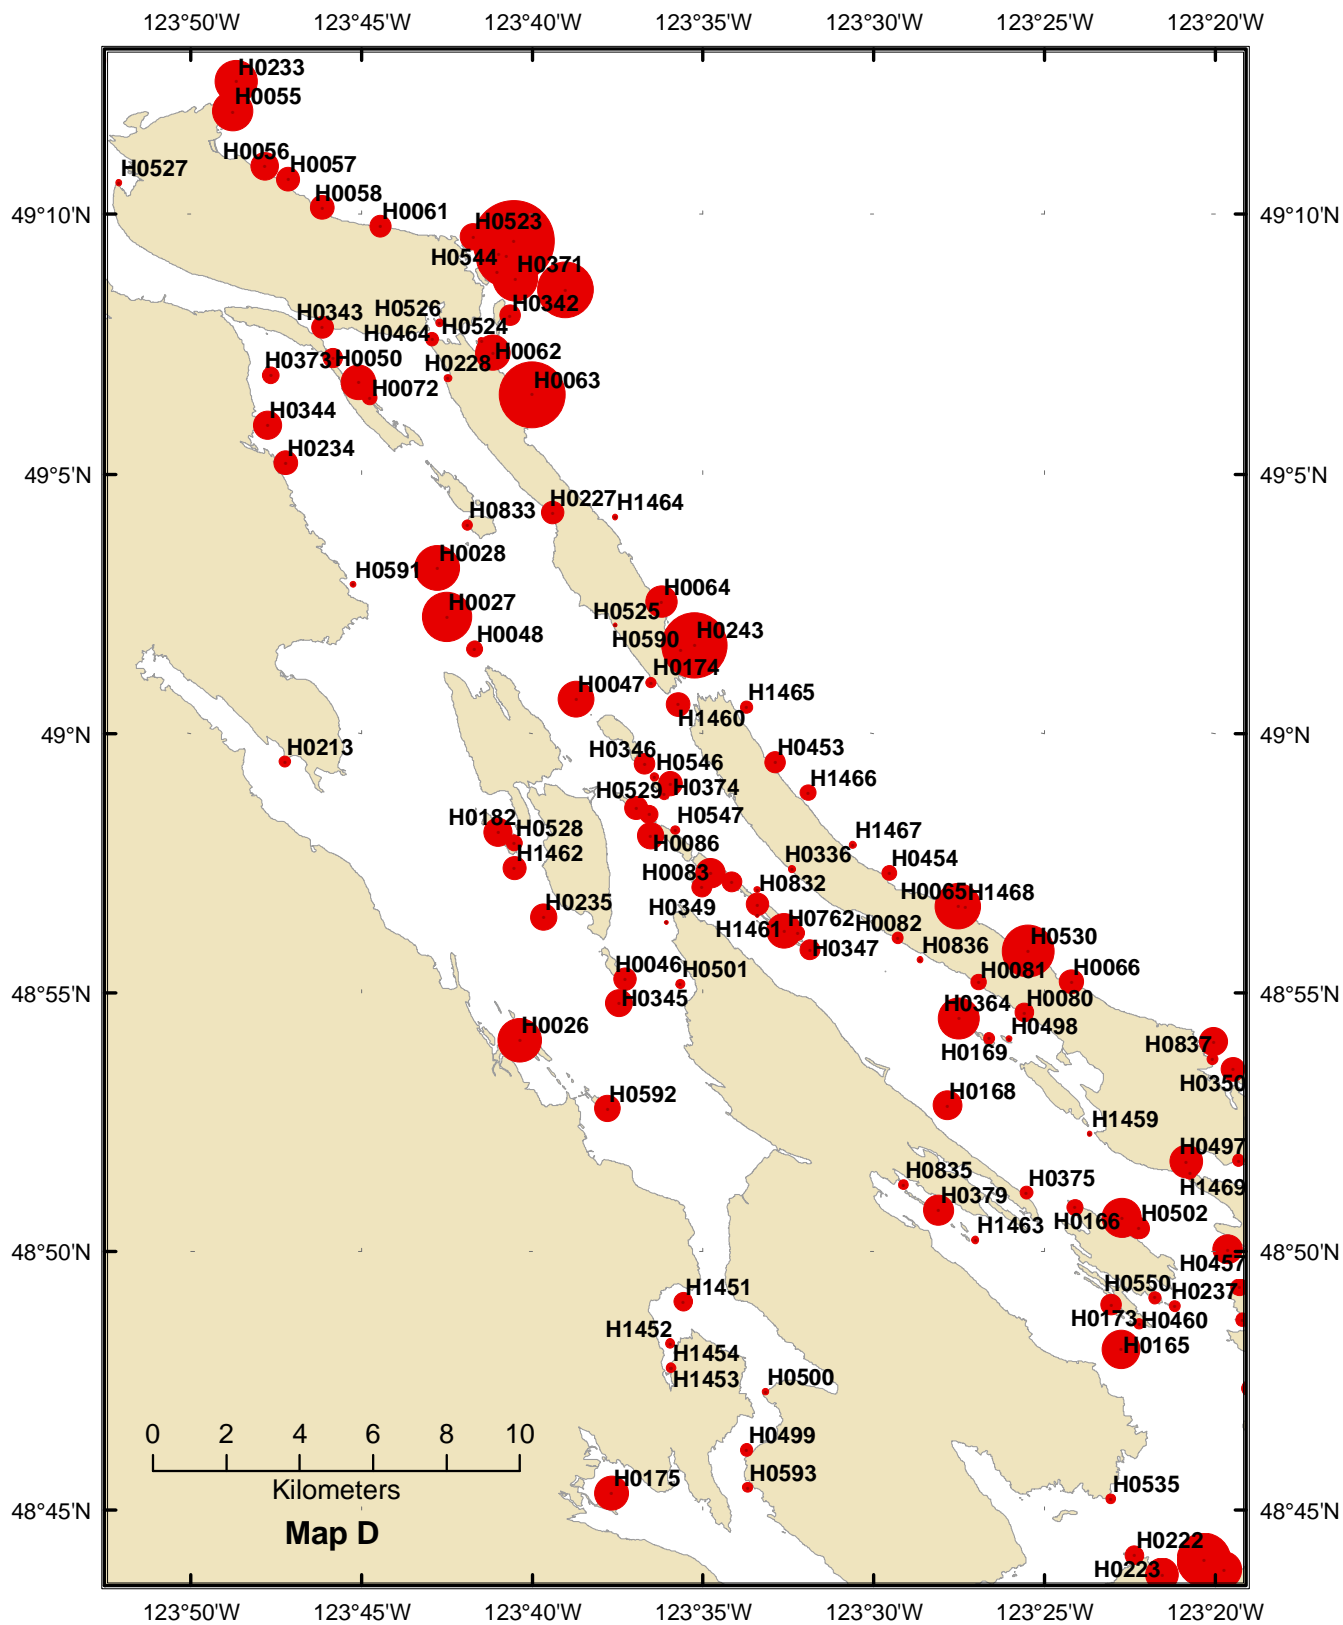 123°50'W 123°45'W 123°40'W 123°35'W 123°30'W 123°25'W 123°20'W
H0233
H0055
H0056
H0057
H0527
H0058
H0061
49°10'N 49°10'N
H0523
H0544 H0371
H0526 H0342
H0343
H0464 H0524
H0373 H0050 H0228 H0062
H0072 H0063
H0344
H0234
49°5'N 49°5'N
H0227 H1464
H0833
H0028
H0591
H0064
H0027 H0525
H0048 H0590 H0243
H0174
H0047 H1465
H1460
49°N 49°N
H0213 H0346 H0546 H0453
H0529 H0374 H1466
H0182 H0528 H0547
H0086 H1467
H1462 H0336 H0454
H0083 H0832
H0235 H0065 H1468
H0349 H1461 H0762 H0082
H0347 H0836 H0530
H0046 H0501 H0081 H0066
48°55'N 48°55'N
H0345 H0364 H0080
H0026 H0498
H0169 H0837
H0350
H0592 H0168
H1459
H0497
H0835 H0375 H1469
H0379
H1463 H0166 H0502
48°50'N 48°50'N
H0457
H1451 H0550 H0237
H1452 H0173 H0460
H1454 H0165
H1453 H0500
0 2 4 6 8 10
H0499
H0175 H0593
Kilometers H0535
48°45'N 48°45'N
Map D
H0222
H0223
123°50'W 123°45'W 123°40'W 123°35'W 123°30'W 123°25'W 123°20'W